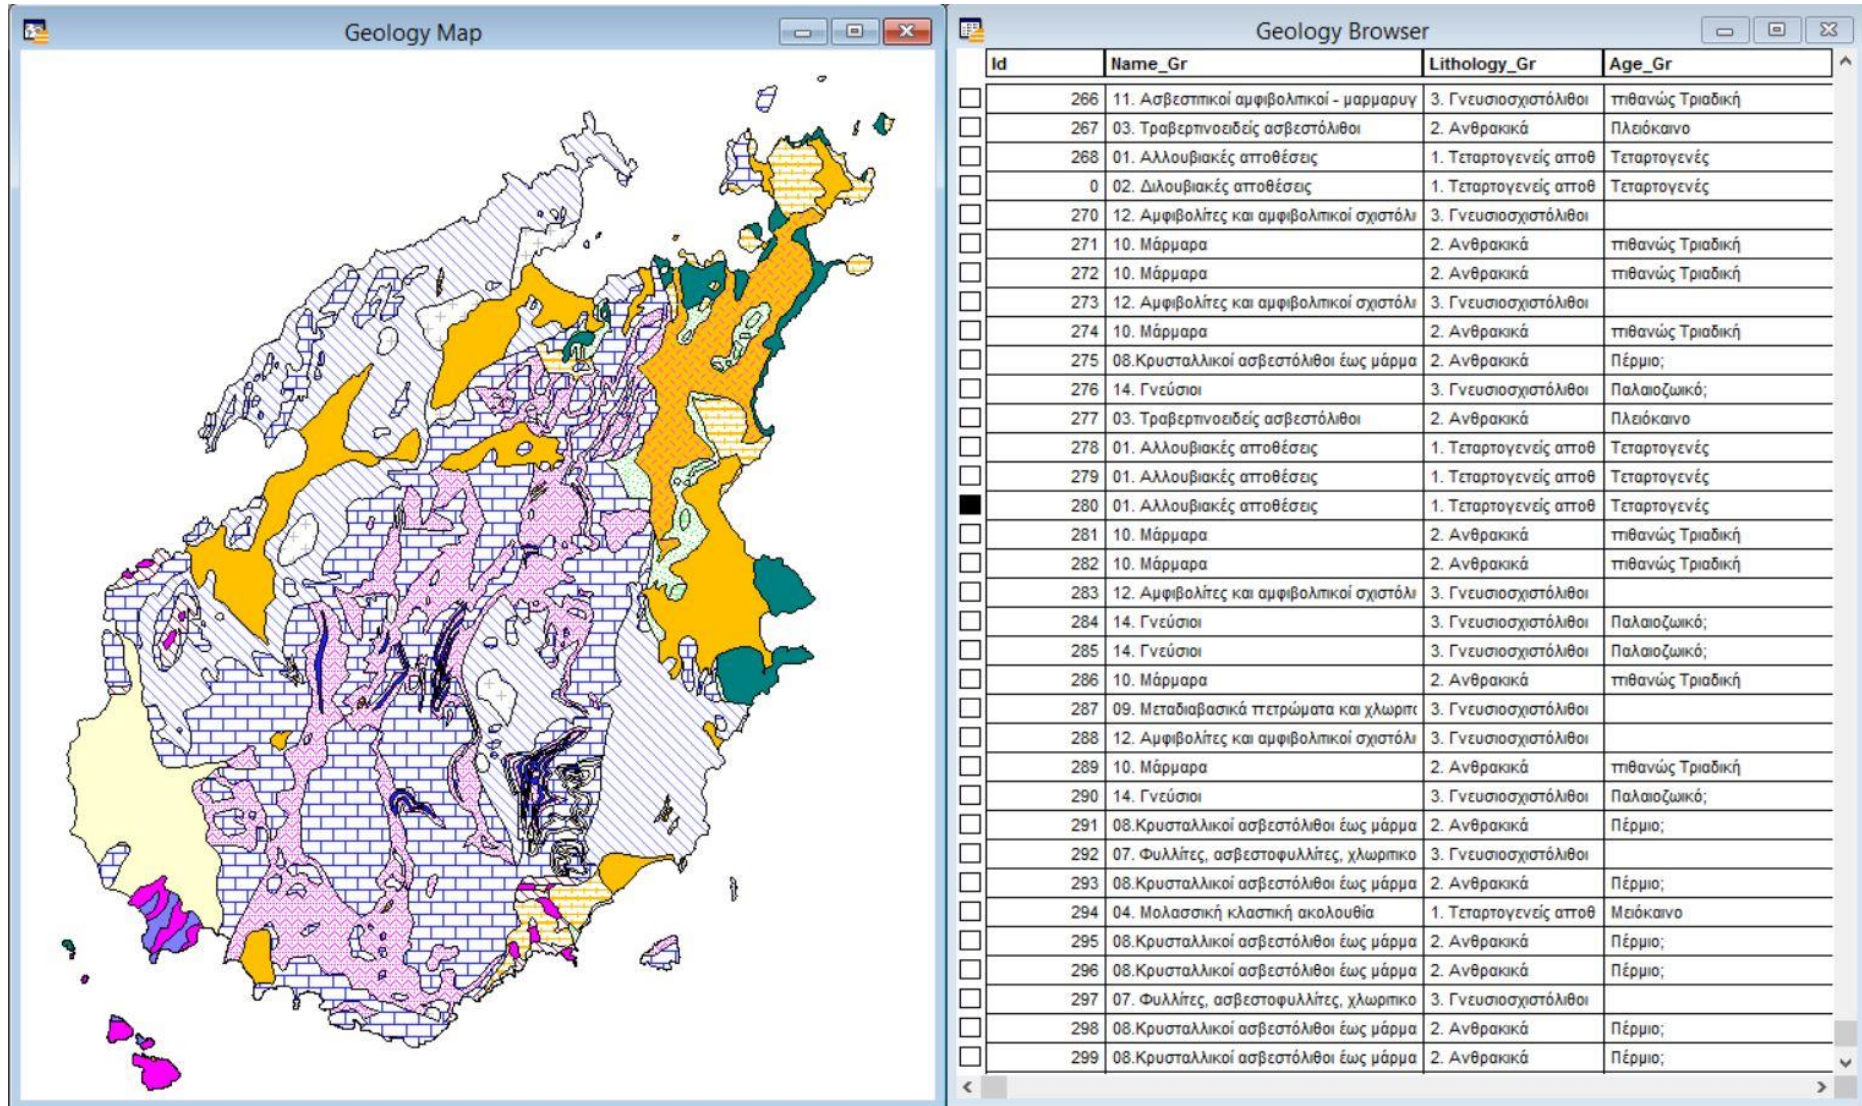 Geology Map
Geology Browser
Id Name_Gr Lithology_Gr Age_Gr
266 11. Ασβεστιτικοί αμφιβολιτικοί - μαρμαρυγ 3. Γνευσιοσχιστόλιθοι πιθανώς Τριαδική
267 03. Τραβερτινοειδείς ασβεστόλιθοι 2. Ανθρακικά Πλειόκαινο
268 01. Αλλουβιακές αποθέσεις 1. Τεταρτογενείς αποθ Τεταρτογενές
0 02. Διλουβιακές αποθέσεις 1. Τεταρτογενείς αποθ Τεταρτογενές
270 12. Αμφιβολίτες και αμφιβολιτικοί σχιστόλι 3. Γνευσιοσχιστόλιθοι
271 10. Μάρμαρα 2. Ανθρακικά πιθανώς Τριαδική
272 10. Μάρμαρα 2. Ανθρακικά πιθανώς Τριαδική
273 12. Αμφιβολίτες και αμφιβολιτικοί σχιστόλι 3. Γνευσιοσχιστόλιθοι
274 10. Μάρμαρα 2. Ανθρακικά πιθανώς Τριαδική
275 08.Κρυσταλλικοί ασβεστόλιθοι έως μάρμα 2. Ανθρακικά Πέρμιο;
276 14. Γνεύσιοι 3. Γνευσιοσχιστόλιθοι Παλαιοζωικό;
277 03. Τραβερτινοειδείς ασβεστόλιθοι 2. Ανθρακικά Πλειόκαινο
278 01. Αλλουβιακές αποθέσεις 1. Τεταρτογενείς αποθ Τεταρτογενές
279 01. Αλλουβιακές αποθέσεις 1. Τεταρτογενείς αποθ Τεταρτογενές
280 01. Αλλουβιακές αποθέσεις 1. Τεταρτογενείς αποθ Τεταρτογενές
281 10. Μάρμαρα 2. Ανθρακικά πιθανώς Τριαδική
282 10. Μάρμαρα 2. Ανθρακικά πιθανώς Τριαδική
283 12. Αμφιβολίτες και αμφιβολιτικοί σχιστόλι 3. Γνευσιοσχιστόλιθοι
284 14. Γνεύσιοι 3. Γνευσιοσχιστόλιθοι Παλαιοζωικό;
285 14. Γνεύσιοι 3. Γνευσιοσχιστόλιθοι Παλαιοζωικό;
286 10. Μάρμαρα 2. Ανθρακικά πιθανώς Τριαδική
287 09. Μεταδιαβασικά πετρώματα και χλωριτο 3. Γνευσιοσχιστόλιθοι
288 12. Αμφιβολίτες και αμφιβολιτικοί σχιστόλι 3. Γνευσιοσχιστόλιθοι
289 10. Μάρμαρα 2. Ανθρακικά πιθανώς Τριαδική
290 14. Γνεύσιοι 3. Γνευσιοσχιστόλιθοι Παλαιοζωικό;
291 08.Κρυσταλλικοί ασβεστόλιθοι έως μάρμα 2. Ανθρακικά Πέρμιο;
292 07. Φυλλίτες, ασβεστοφυλλίτες, χλωριτικο 3. Γνευσιοσχιστόλιθοι
293 08.Κρυσταλλικοί ασβεστόλιθοι έως μάρμα 2. Ανθρακικά Πέρμιο;
294 04. Μολασσική κλαστική ακολουθία 1. Τεταρτογενείς αποθ Μειόκαινο
295 08.Κρυσταλλικοί ασβεστόλιθοι έως μάρμα 2. Ανθρακικά Πέρμιο;
296 08.Κρυσταλλικοί ασβεστόλιθοι έως μάρμα 2. Ανθρακικά Πέρμιο;
297 07. Φυλλίτες, ασβεστοφυλλίτες, χλωριτικο 3. Γνευσιοσχιστόλιθοι
298 08.Κρυσταλλικοί ασβεστόλιθοι έως μάρμα 2. Ανθρακικά Πέρμιο;
299 08.Κρυσταλλικοί ασβεστόλιθοι έως μάρμα 2. Ανθρακικά Πέρμιο;